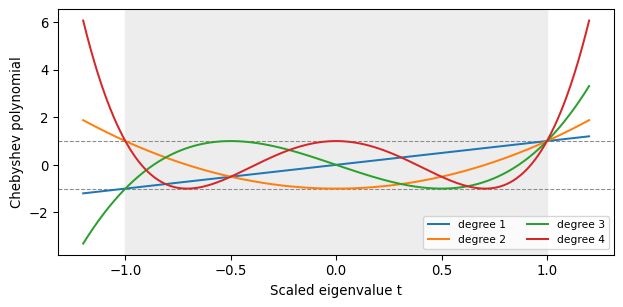 Chebyshev polynomial
6
4
2
0
−2
−1.0
−0.5
0.0
0.5
1.0
Scaled eigenvalue t
degree 1
degree 2
degree 3
degree 4